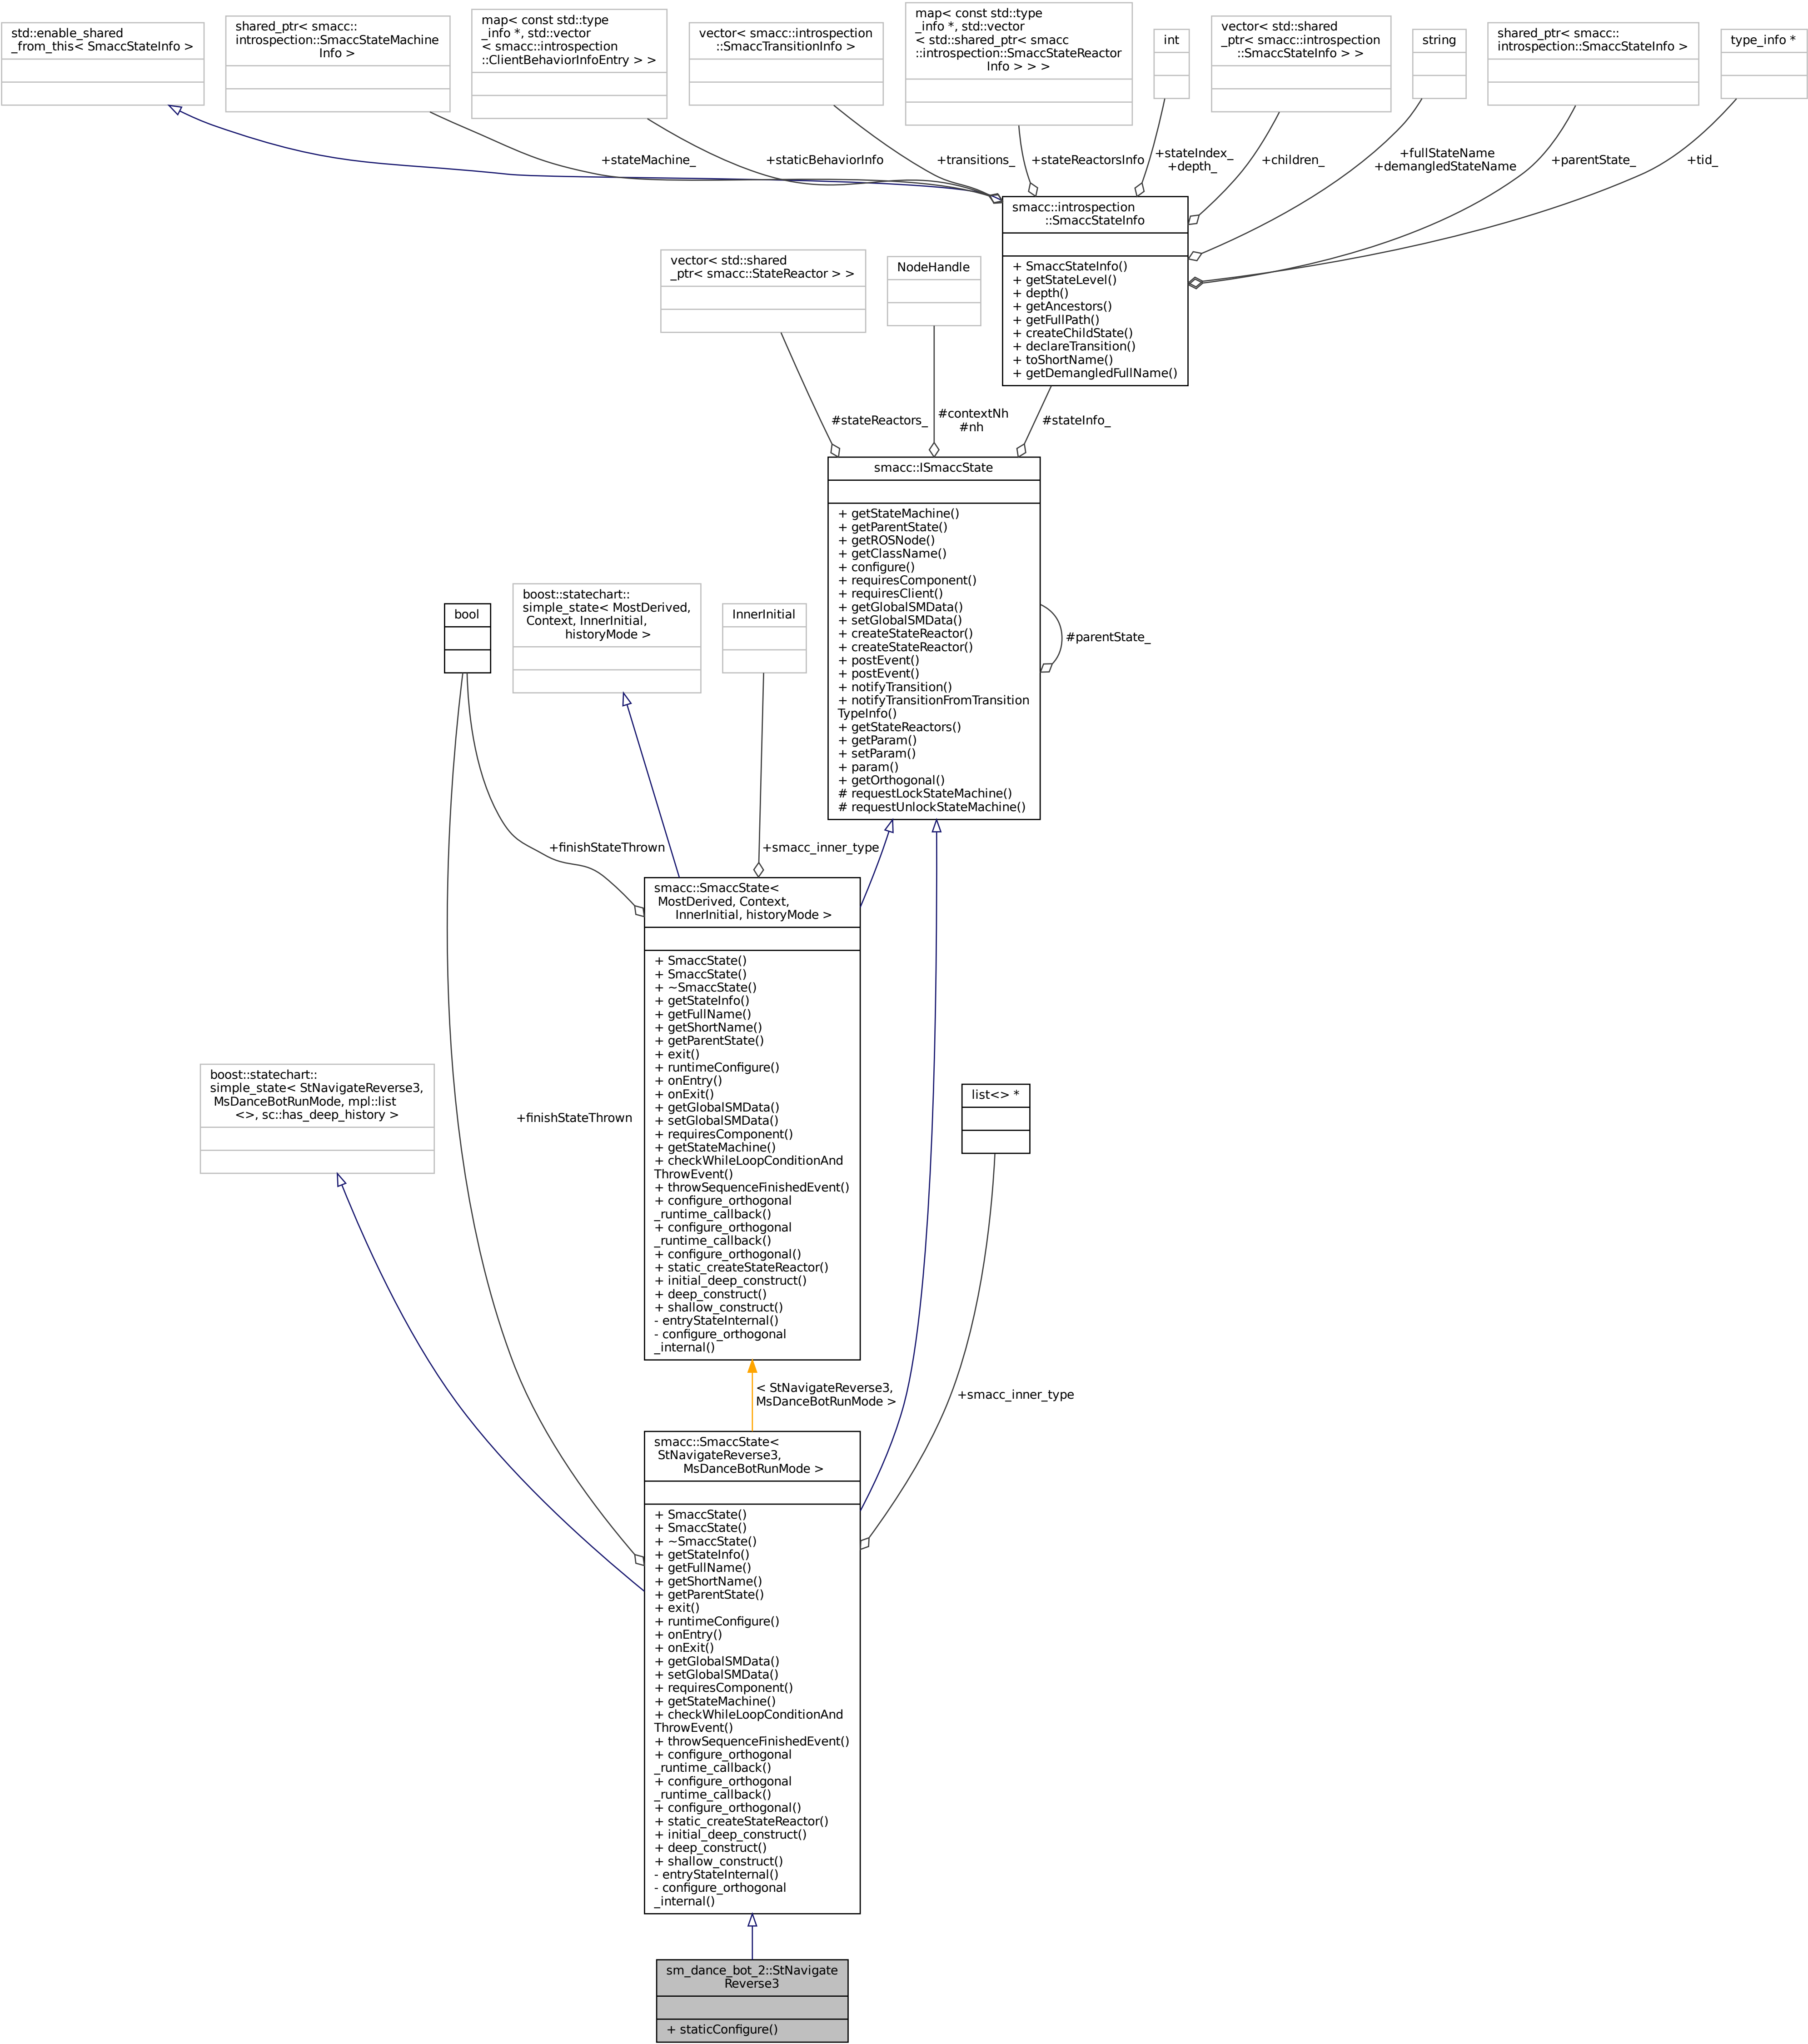 std::enable_shared
_from_this< SmaccStateInfo >
shared_ptr< smacc::
introspection::SmaccStateMachine
Info >
map< const std::type
_info *, std::vector
< smacc::introspection
::ClientBehaviorInfoEntry > >
vector< smacc::introspection
::SmaccTransitionInfo >
map< const std::type
_info *, std::vector
< std::shared_ptr< smacc
::introspection::SmaccStateReactor
Info > > >
int
vector< std::shared
_ptr< smacc::introspection
::SmaccStateInfo > >
string
shared_ptr< smacc::
introspection::SmaccStateInfo >
type_info *
+stateMachine_
+staticBehaviorInfo
+transitions_
+stateReactorsInfo
+stateIndex_
+depth_
+children_
+fullStateName
+demangledStateName
+parentState_
+tid_
smacc::introspection
::SmaccStateInfo
+ SmaccStateInfo()
+ getStateLevel()
+ depth()
+ getAncestors()
+ getFullPath()
+ createChildState()
+ declareTransition()
+ toShortName()
+ getDemangledFullName()
vector< std::shared
_ptr< smacc::StateReactor > >
NodeHandle
#stateReactors_
#contextNh
#nh
#stateInfo_
smacc::ISmaccState
+ getStateMachine()
+ getParentState()
+ getROSNode()
+ getClassName()
+ configure()
+ requiresComponent()
+ requiresClient()
+ getGlobalSMData()
+ setGlobalSMData()
+ createStateReactor()
+ createStateReactor()
+ postEvent()
+ postEvent()
+ notifyTransition()
+ notifyTransitionFromTransition
TypeInfo()
+ getStateReactors()
+ getParam()
+ setParam()
+ param()
+ getOrthogonal()
# requestLockStateMachine()
# requestUnlockStateMachine()
#parentState_
bool
boost::statechart::
simple_state< MostDerived,
Context, InnerInitial,
historyMode >
InnerInitial
+finishStateThrown
+smacc_inner_type
smacc::SmaccState<
MostDerived, Context,
InnerInitial, historyMode >
+ SmaccState()
+ SmaccState()
+ ~SmaccState()
+ getStateInfo()
+ getFullName()
+ getShortName()
+ getParentState()
+ exit()
+ runtimeConfigure()
+ onEntry()
+ onExit()
+ getGlobalSMData()
+ setGlobalSMData()
+ requiresComponent()
+ getStateMachine()
+ checkWhileLoopConditionAnd
ThrowEvent()
+ throwSequenceFinishedEvent()
+ configure_orthogonal
_runtime_callback()
+ configure_orthogonal
_runtime_callback()
+ configure_orthogonal()
+ static_createStateReactor()
+ initial_deep_construct()
+ deep_construct()
+ shallow_construct()
- entryStateInternal()
- configure_orthogonal
_internal()
boost::statechart::
simple_state< StNavigateReverse3,
MsDanceBotRunMode, mpl::list
<>, sc::has_deep_history >
+finishStateThrown
list<> *
< StNavigateReverse3,
MsDanceBotRunMode >
+smacc_inner_type
smacc::SmaccState<
StNavigateReverse3,
MsDanceBotRunMode >
+ SmaccState()
+ SmaccState()
+ ~SmaccState()
+ getStateInfo()
+ getFullName()
+ getShortName()
+ getParentState()
+ exit()
+ runtimeConfigure()
+ onEntry()
+ onExit()
+ getGlobalSMData()
+ setGlobalSMData()
+ requiresComponent()
+ getStateMachine()
+ checkWhileLoopConditionAnd
ThrowEvent()
+ throwSequenceFinishedEvent()
+ configure_orthogonal
_runtime_callback()
+ configure_orthogonal
_runtime_callback()
+ configure_orthogonal()
+ static_createStateReactor()
+ initial_deep_construct()
+ deep_construct()
+ shallow_construct()
- entryStateInternal()
- configure_orthogonal
_internal()
sm_dance_bot_2::StNavigate
Reverse3
+ staticConfigure()